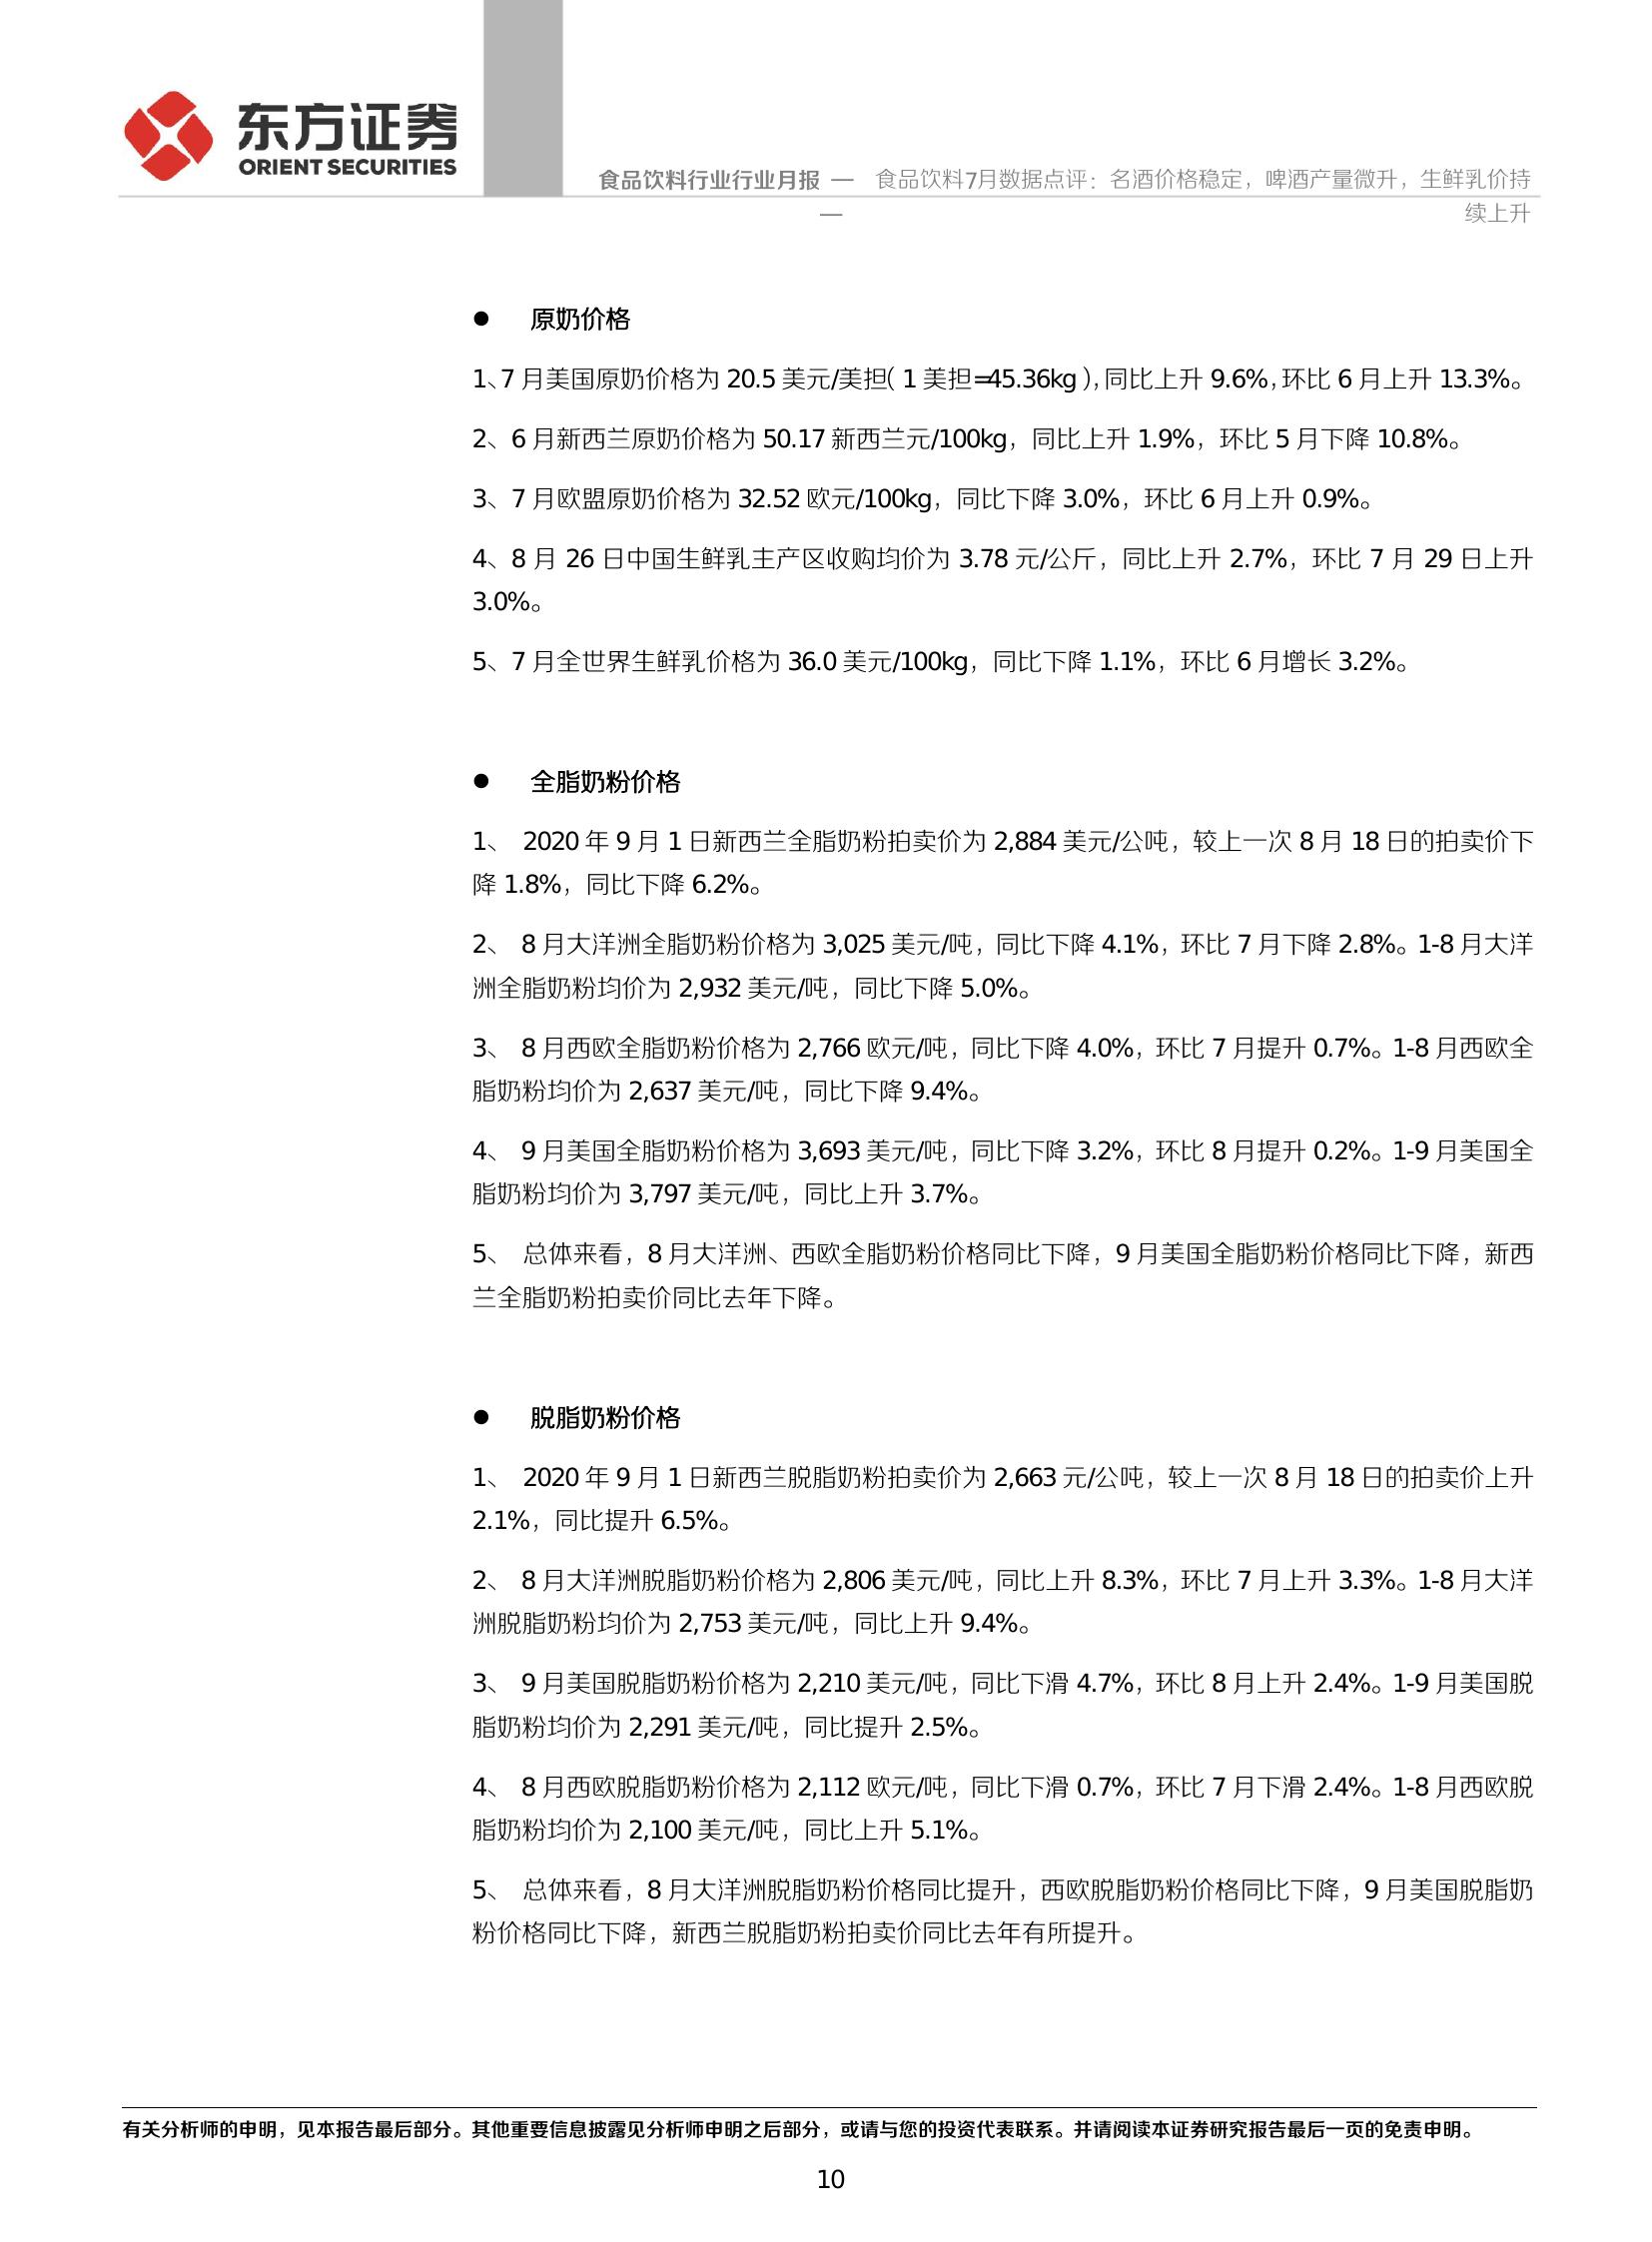 东方证券
ORIENT SECURITIES
食品饮料行业行业月报 — 食品饮料7月数据点评：名酒价格稳定，啤酒产量微升，生鲜乳价持
— 续上升
● 原奶价格
1、7 月美国原奶价格为 20.5 美元/美担（ 1 美担=45.36kg ），同比上升 9.6%，环比 6 月上升 13.3%。
2、6 月新西兰原奶价格为 50.17 新西兰元/100kg，同比上升 1.9%，环比 5 月下降 10.8%。
3、7 月欧盟原奶价格为 32.52 欧元/100kg，同比下降 3.0%，环比 6 月上升 0.9%。
4、8 月 26 日中国生鲜乳主产区收购均价为 3.78 元/公斤，同比上升 2.7%，环比 7 月 29 日上升
3.0%。
5、7 月全世界生鲜乳价格为 36.0 美元/100kg，同比下降 1.1%，环比 6 月增长 3.2%。
● 全脂奶粉价格
1、 2020 年 9 月 1 日新西兰全脂奶粉拍卖价为 2,884 美元/公吨，较上一次 8 月 18 日的拍卖价下
降 1.8%，同比下降 6.2%。
2、 8 月大洋洲全脂奶粉价格为 3,025 美元/吨，同比下降 4.1%，环比 7 月下降 2.8%。1-8 月大洋
洲全脂奶粉均价为 2,932 美元/吨，同比下降 5.0%。
3、 8 月西欧全脂奶粉价格为 2,766 欧元/吨，同比下降 4.0%，环比 7 月提升 0.7%。1-8 月西欧全
脂奶粉均价为 2,637 美元/吨，同比下降 9.4%。
4、 9 月美国全脂奶粉价格为 3,693 美元/吨，同比下降 3.2%，环比 8 月提升 0.2%。1-9 月美国全
脂奶粉均价为 3,797 美元/吨，同比上升 3.7%。
5、 总体来看，8 月大洋洲、西欧全脂奶粉价格同比下降，9 月美国全脂奶粉价格同比下降，新西
兰全脂奶粉拍卖价同比去年下降。
● 脱脂奶粉价格
1、 2020 年 9 月 1 日新西兰脱脂奶粉拍卖价为 2,663 元/公吨，较上一次 8 月 18 日的拍卖价上升
2.1%，同比提升 6.5%。
2、 8 月大洋洲脱脂奶粉价格为 2,806 美元/吨，同比上升 8.3%，环比 7 月上升 3.3%。1-8 月大洋
洲脱脂奶粉均价为 2,753 美元/吨，同比上升 9.4%。
3、 9 月美国脱脂奶粉价格为 2,210 美元/吨，同比下滑 4.7%，环比 8 月上升 2.4%。1-9 月美国脱
脂奶粉均价为 2,291 美元/吨，同比提升 2.5%。
4、 8 月西欧脱脂奶粉价格为 2,112 欧元/吨，同比下滑 0.7%，环比 7 月下滑 2.4%。1-8 月西欧脱
脂奶粉均价为 2,100 美元/吨，同比上升 5.1%。
5、 总体来看，8 月大洋洲脱脂奶粉价格同比提升，西欧脱脂奶粉价格同比下降，9 月美国脱脂奶
粉价格同比下降，新西兰脱脂奶粉拍卖价同比去年有所提升。
有关分析师的申明，见本报告最后部分。其他重要信息披露见分析师申明之后部分，或请与您的投资代表联系。并请阅读本证券研究报告最后一页的免责申明。
10